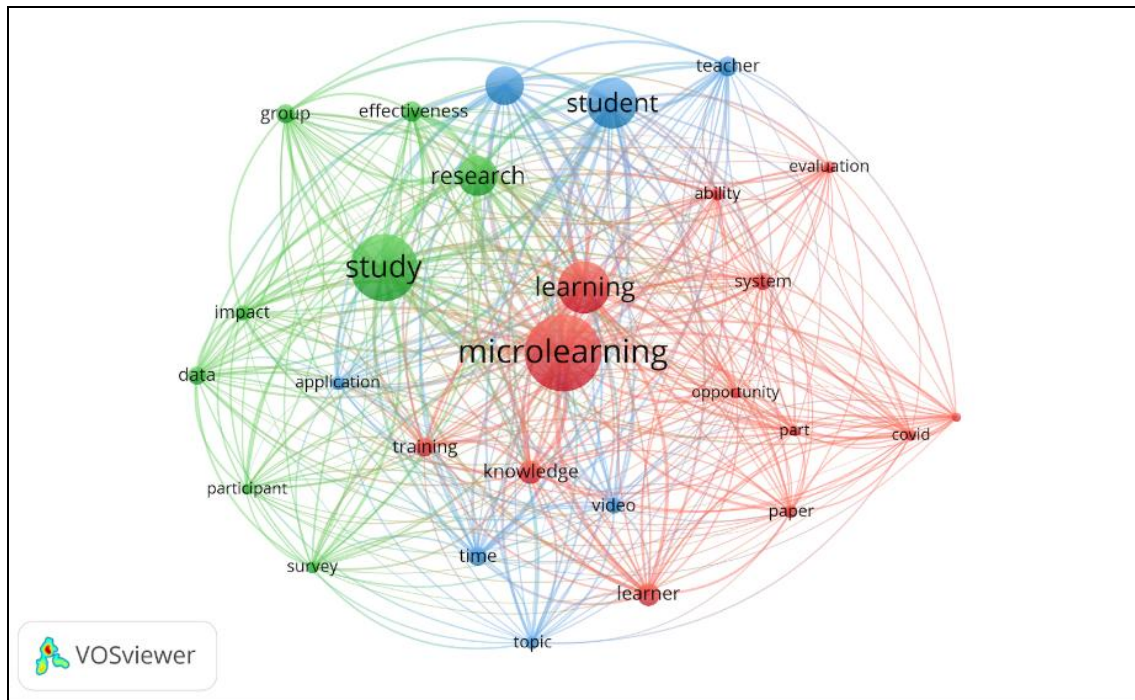 teacher
student
group
effectiveness
research
evaluation
ability
study
learning
system
impact
microlearning
data
application
opportunity
part
covid
training
knowledge
participant
video
paper
time
survey
learner
topic
VOSviewer